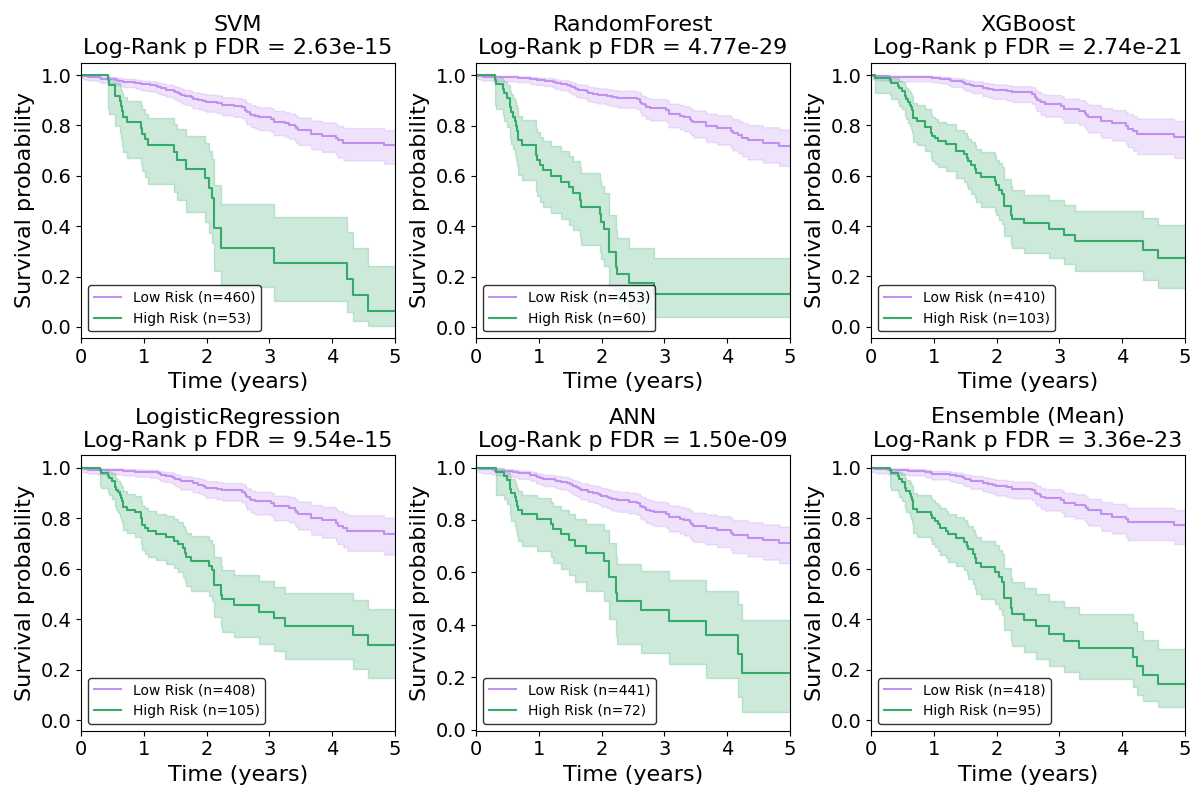 SVM
Log-Rank p FDR = 2.63e-15
Survival probability
1.0
0.8
0.6
0.4
0.2
0.0
Low Risk (n=460)
High Risk (n=53)
0 1 2 3 4 5
Time (years)
RandomForest
Log-Rank p FDR = 4.77e-29
Survival probability
1.0
0.8
0.6
0.4
0.2
0.0
Low Risk (n=453)
High Risk (n=60)
0 1 2 3 4 5
Time (years)
XGBoost
Log-Rank p FDR = 2.74e-21
Survival probability
1.0
0.8
0.6
0.4
0.2
0.0
Low Risk (n=410)
High Risk (n=103)
0 1 2 3 4 5
Time (years)
LogisticRegression
Log-Rank p FDR = 9.54e-15
Survival probability
1.0
0.8
0.6
0.4
0.2
0.0
Low Risk (n=408)
High Risk (n=105)
0 1 2 3 4 5
Time (years)
ANN
Log-Rank p FDR = 1.50e-09
Survival probability
1.0
0.8
0.6
0.4
0.2
0.0
Low Risk (n=441)
High Risk (n=72)
0 1 2 3 4 5
Time (years)
Ensemble (Mean)
Log-Rank p FDR = 3.36e-23
Survival probability
1.0
0.8
0.6
0.4
0.2
0.0
Low Risk (n=418)
High Risk (n=95)
0 1 2 3 4 5
Time (years)